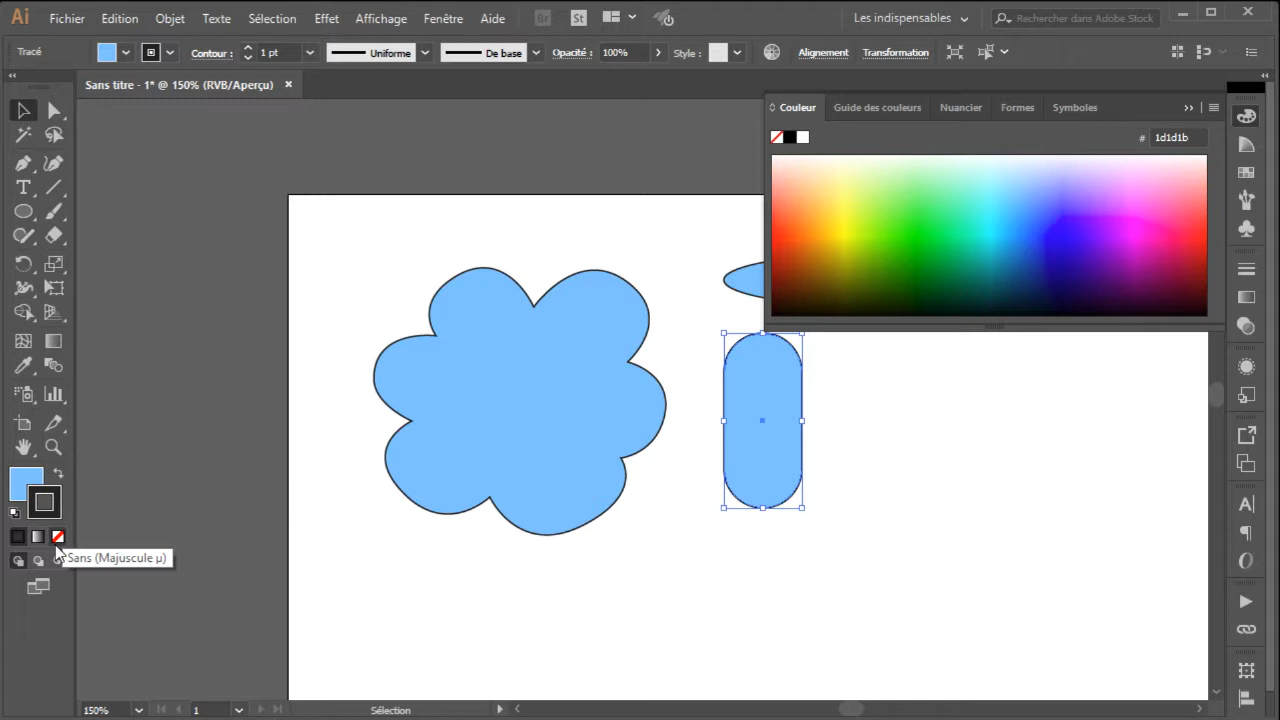 Ai Fichier Edition Objet Texte Sélection Effet Affichage Fenêtre Aide Br St Les indispensables Rechercher dans Adobe Stock
Tracé Contour : 1 pt Uniforme De base Opacité : 100% Style : Alignement Transformation
Sans titre - 1* @ 150% (RVB/Aperçu)
Couleur Guide des couleurs Nuancier Formes Symboles
# 1d1d1b
Sans (Majuscule µ)
150% 1 Sélection